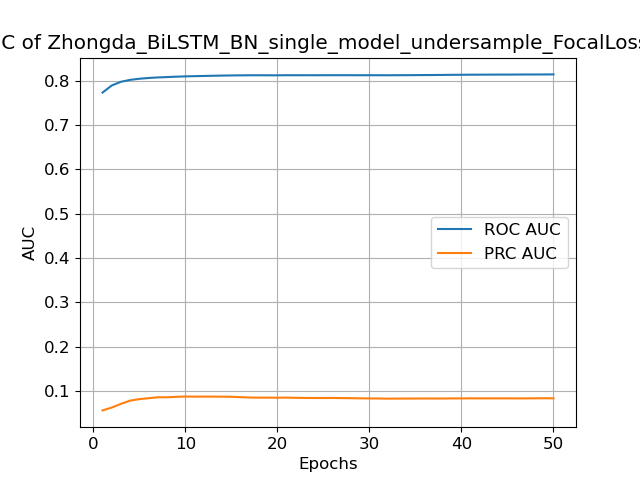 C of Zhongda_BiLSTM_BN_single_model_undersample_FocalLoss
0.8
0.7
0.6
0.5
0.4
0.3
0.2
0.1
AUC
ROC AUC
PRC AUC
0 10 20 30 40 50
Epochs